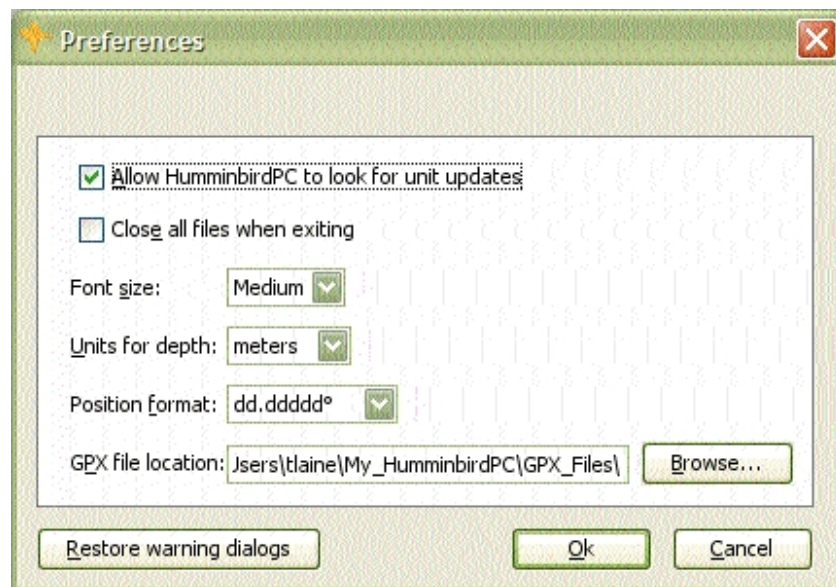 Preferences
Allow HumminbirdPC to look for unit updates
Close all files when exiting
Font size: Medium
Units for depth: meters
Position format: dd.ddddd°
GPX file location: Jsers\tlaine\My_HumminbirdPC\GPX_Files\ Browse...
Restore warning dialogs Ok Cancel